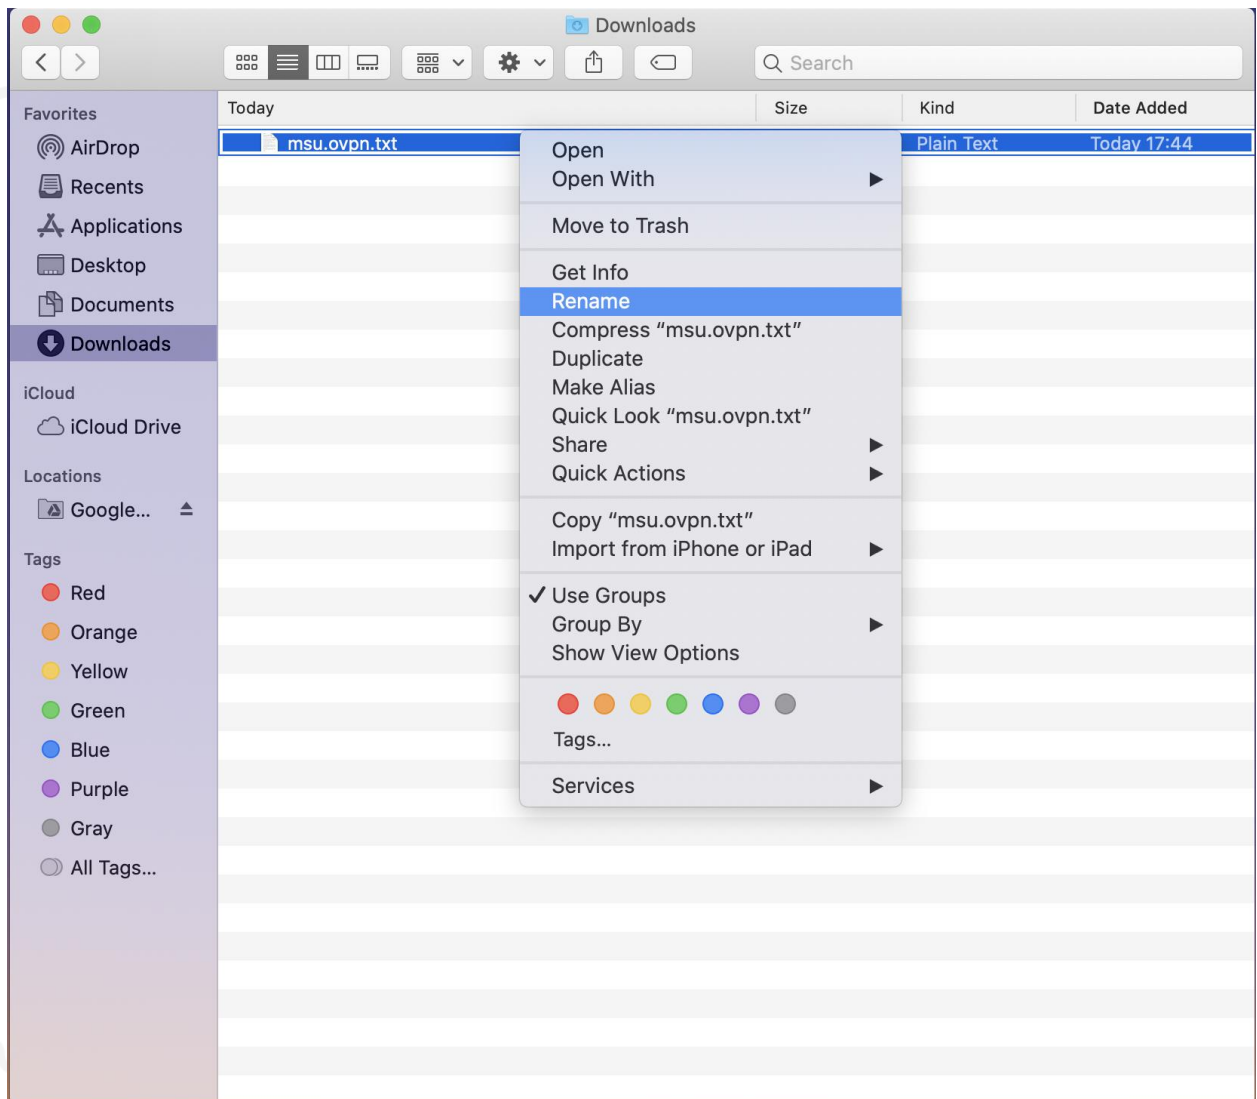 Downloads
Search
Favorites
AirDrop
Recents
Applications
Desktop
Documents
Downloads
iCloud
iCloud Drive
Locations
Google...
Tags
Red
Orange
Yellow
Green
Blue
Purple
Gray
All Tags...
Today Size Kind Date Added
msu.ovpn.txt Plain Text Today 17:44
Open
Open With
Move to Trash
Get Info
Rename
Compress “msu.ovpn.txt”
Duplicate
Make Alias
Quick Look “msu.ovpn.txt”
Share
Quick Actions
Copy “msu.ovpn.txt”
Import from iPhone or iPad
Use Groups
Group By
Show View Options
Tags...
Services